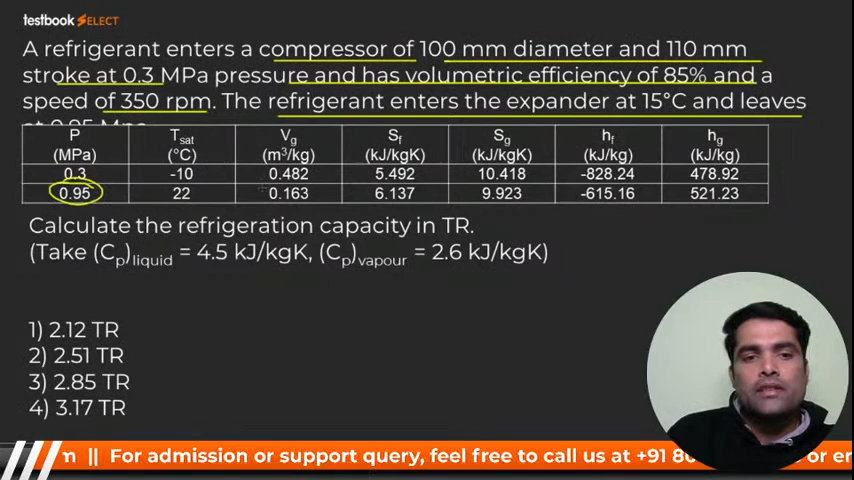 testbook SELECT
A refrigerant enters a compressor of 100 mm diameter and 110 mm
stroke at 0.3 MPa pressure and has volumetric efficiency of 85% and a
speed of 350 rpm. The refrigerant enters the expander at 15°C and leaves
at 0.95 Mpa
P Tsat Vg Sf Sg hf hg
(MPa) (°C) (m³/kg) (kJ/kgK) (kJ/kgK) (kJ/kg) (kJ/kg)
0.3 -10 0.482 5.492 10.418 -828.24 478.92
0.95 22 0.163 6.137 9.923 -615.16 521.23
Calculate the refrigeration capacity in TR.
(Take (Cp)liquid = 4.5 kJ/kgK, (Cp)vapour = 2.6 kJ/kgK)
1) 2.12 TR
2) 2.51 TR
3) 2.85 TR
4) 3.17 TR
m || For admission or support query, feel free to call us at +91 or